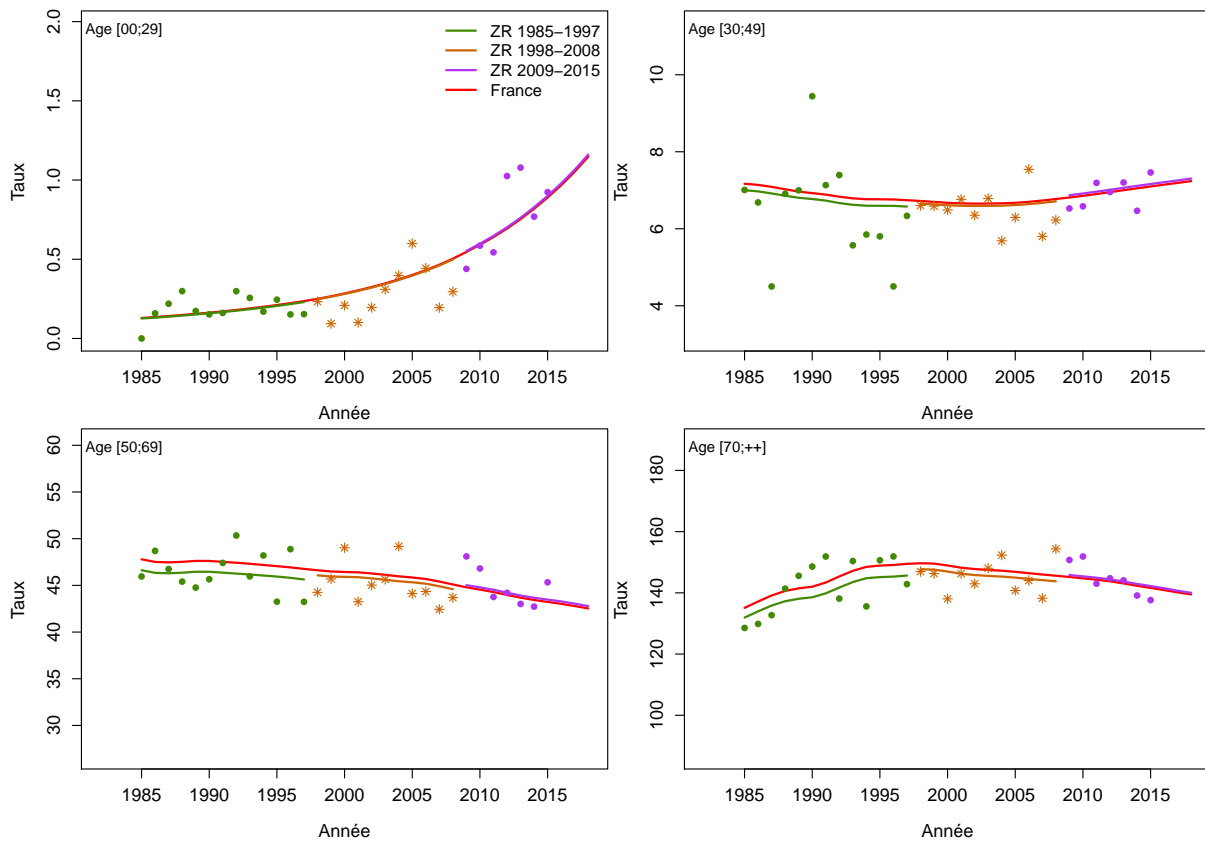 Age [00;29]
ZR 1985−1997
ZR 1998−2008
ZR 2009−2015
France
2.0
1.5
1.0
0.5
0.0
Taux
1985 1990 1995 2000 2005 2010 2015
Année
Age [30;49]
10
8
6
4
Taux
1985 1990 1995 2000 2005 2010 2015
Année
Age [50;69]
60
55
50
45
40
35
30
Taux
1985 1990 1995 2000 2005 2010 2015
Année
Age [70;++]
180
160
140
120
100
Taux
1985 1990 1995 2000 2005 2010 2015
Année